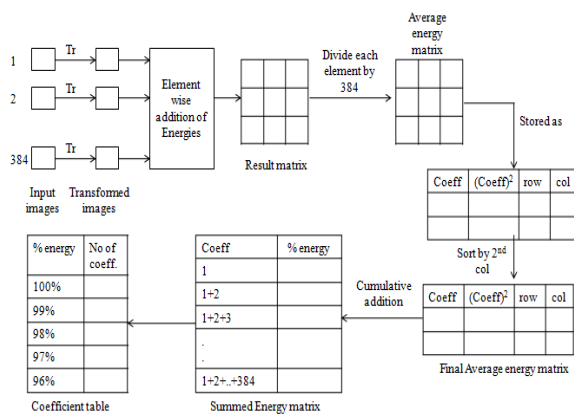 1
Tr
2
Tr
384
Tr
Input
images
Transformed
images
Element
wise
addition of
Energies
Result matrix
Divide each
element by
384
Average
energy
matrix
Stored as
Coeff (Coeff)² row col
Sort by 2nd
col
Coeff (Coeff)² row col
Final Average energy matrix
Cumulative
addition
Coeff % energy
1
1+2
1+2+3
.
.
1+2+..+384
Summed Energy matrix
% energy No of
coeff.
100%
99%
98%
97%
96%
Coefficient table